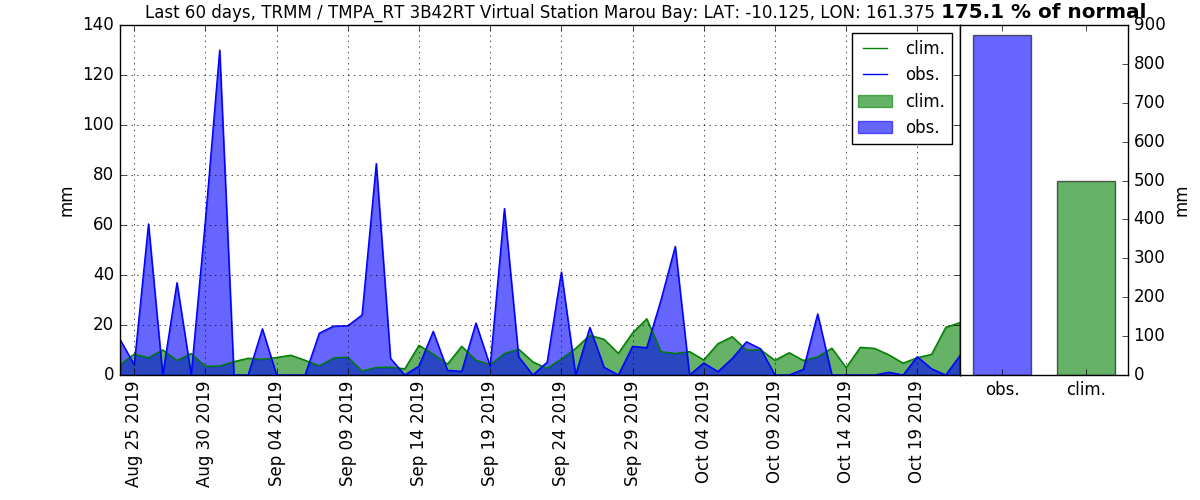 Last 60 days, TRMM / TMPA_RT 3B42RT Virtual Station Marou Bay: LAT: -10.125, LON: 161.375 175.1 % of normal
140
120
100
80
60
40
20
0
mm
clim.
obs.
clim.
obs.
900
800
700
600
500
400
300
200
100
0
mm
obs. clim.
Aug 25 2019 Aug 30 2019 Sep 04 2019 Sep 09 2019 Sep 14 2019 Sep 19 2019 Sep 24 2019 Sep 29 2019 Oct 04 2019 Oct 09 2019 Oct 14 2019 Oct 19 2019